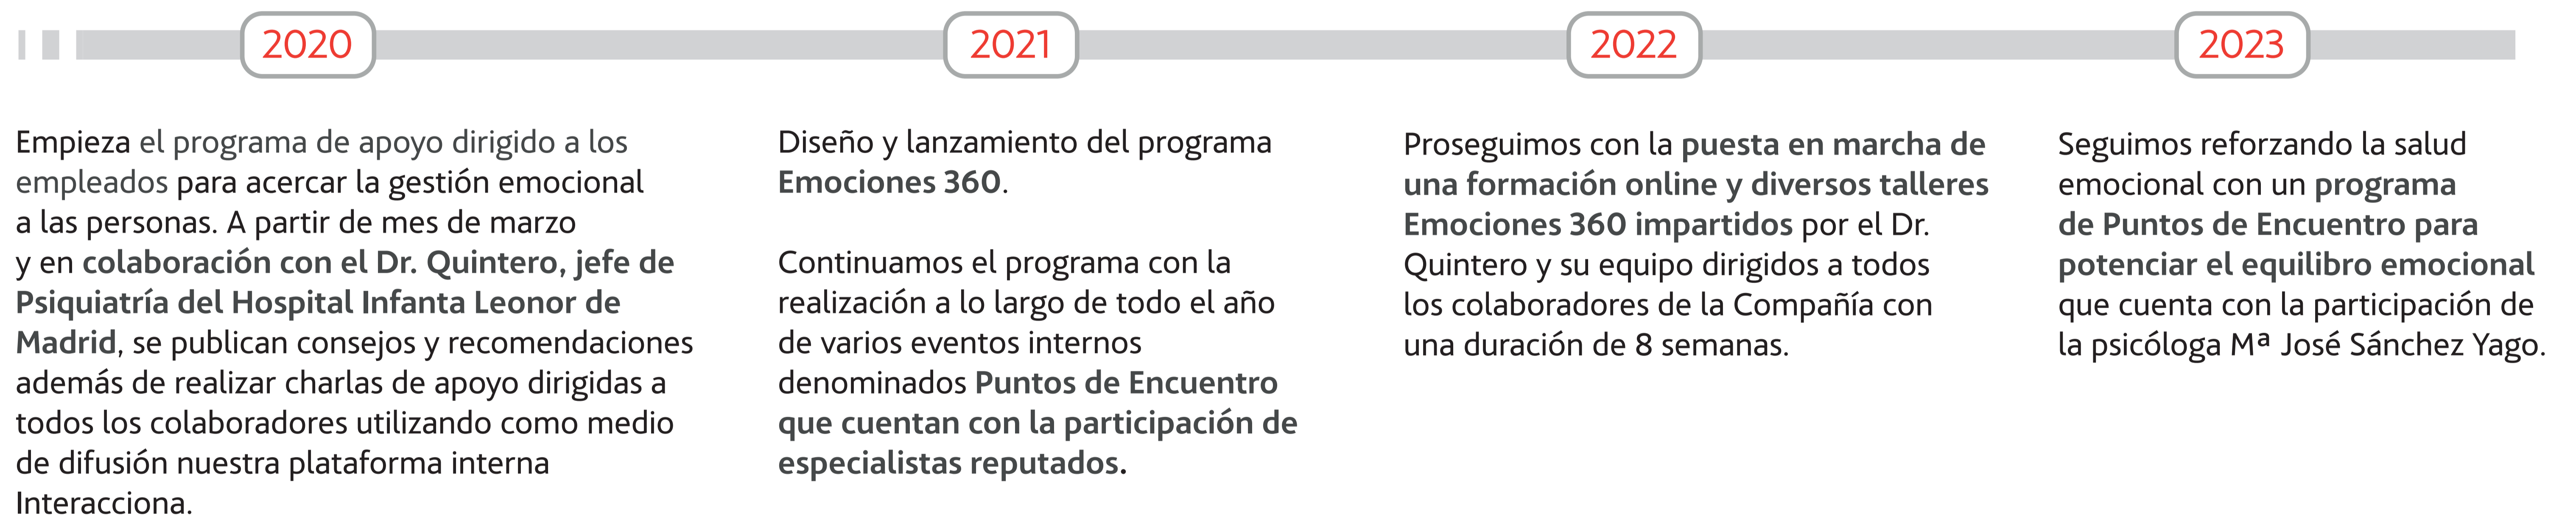 2020
Empieza el programa de apoyo dirigido a los
empleados para acercar la gestión emocional
a las personas. A partir de mes de marzo
y en colaboración con el Dr. Quintero, jefe de
Psiquiatría del Hospital Infanta Leonor de
Madrid, se publican consejos y recomendaciones
además de realizar charlas de apoyo dirigidas a
todos los colaboradores utilizando como medio
de difusión nuestra plataforma interna
Interacciona.
2021
Diseño y lanzamiento del programa
Emociones 360.
Continuamos el programa con la
realización a lo largo de todo el año
de varios eventos internos
denominados Puntos de Encuentro
que cuentan con la participación de
especialistas reputados.
2022
Proseguimos con la puesta en marcha de
una formación online y diversos talleres
Emociones 360 impartidos por el Dr.
Quintero y su equipo dirigidos a todos
los colaboradores de la Compañía con
una duración de 8 semanas.
2023
Seguimos reforzando la salud
emocional con un programa
de Puntos de Encuentro para
potenciar el equilibro emocional
que cuenta con la participación de
la psicóloga Mª José Sánchez Yago.